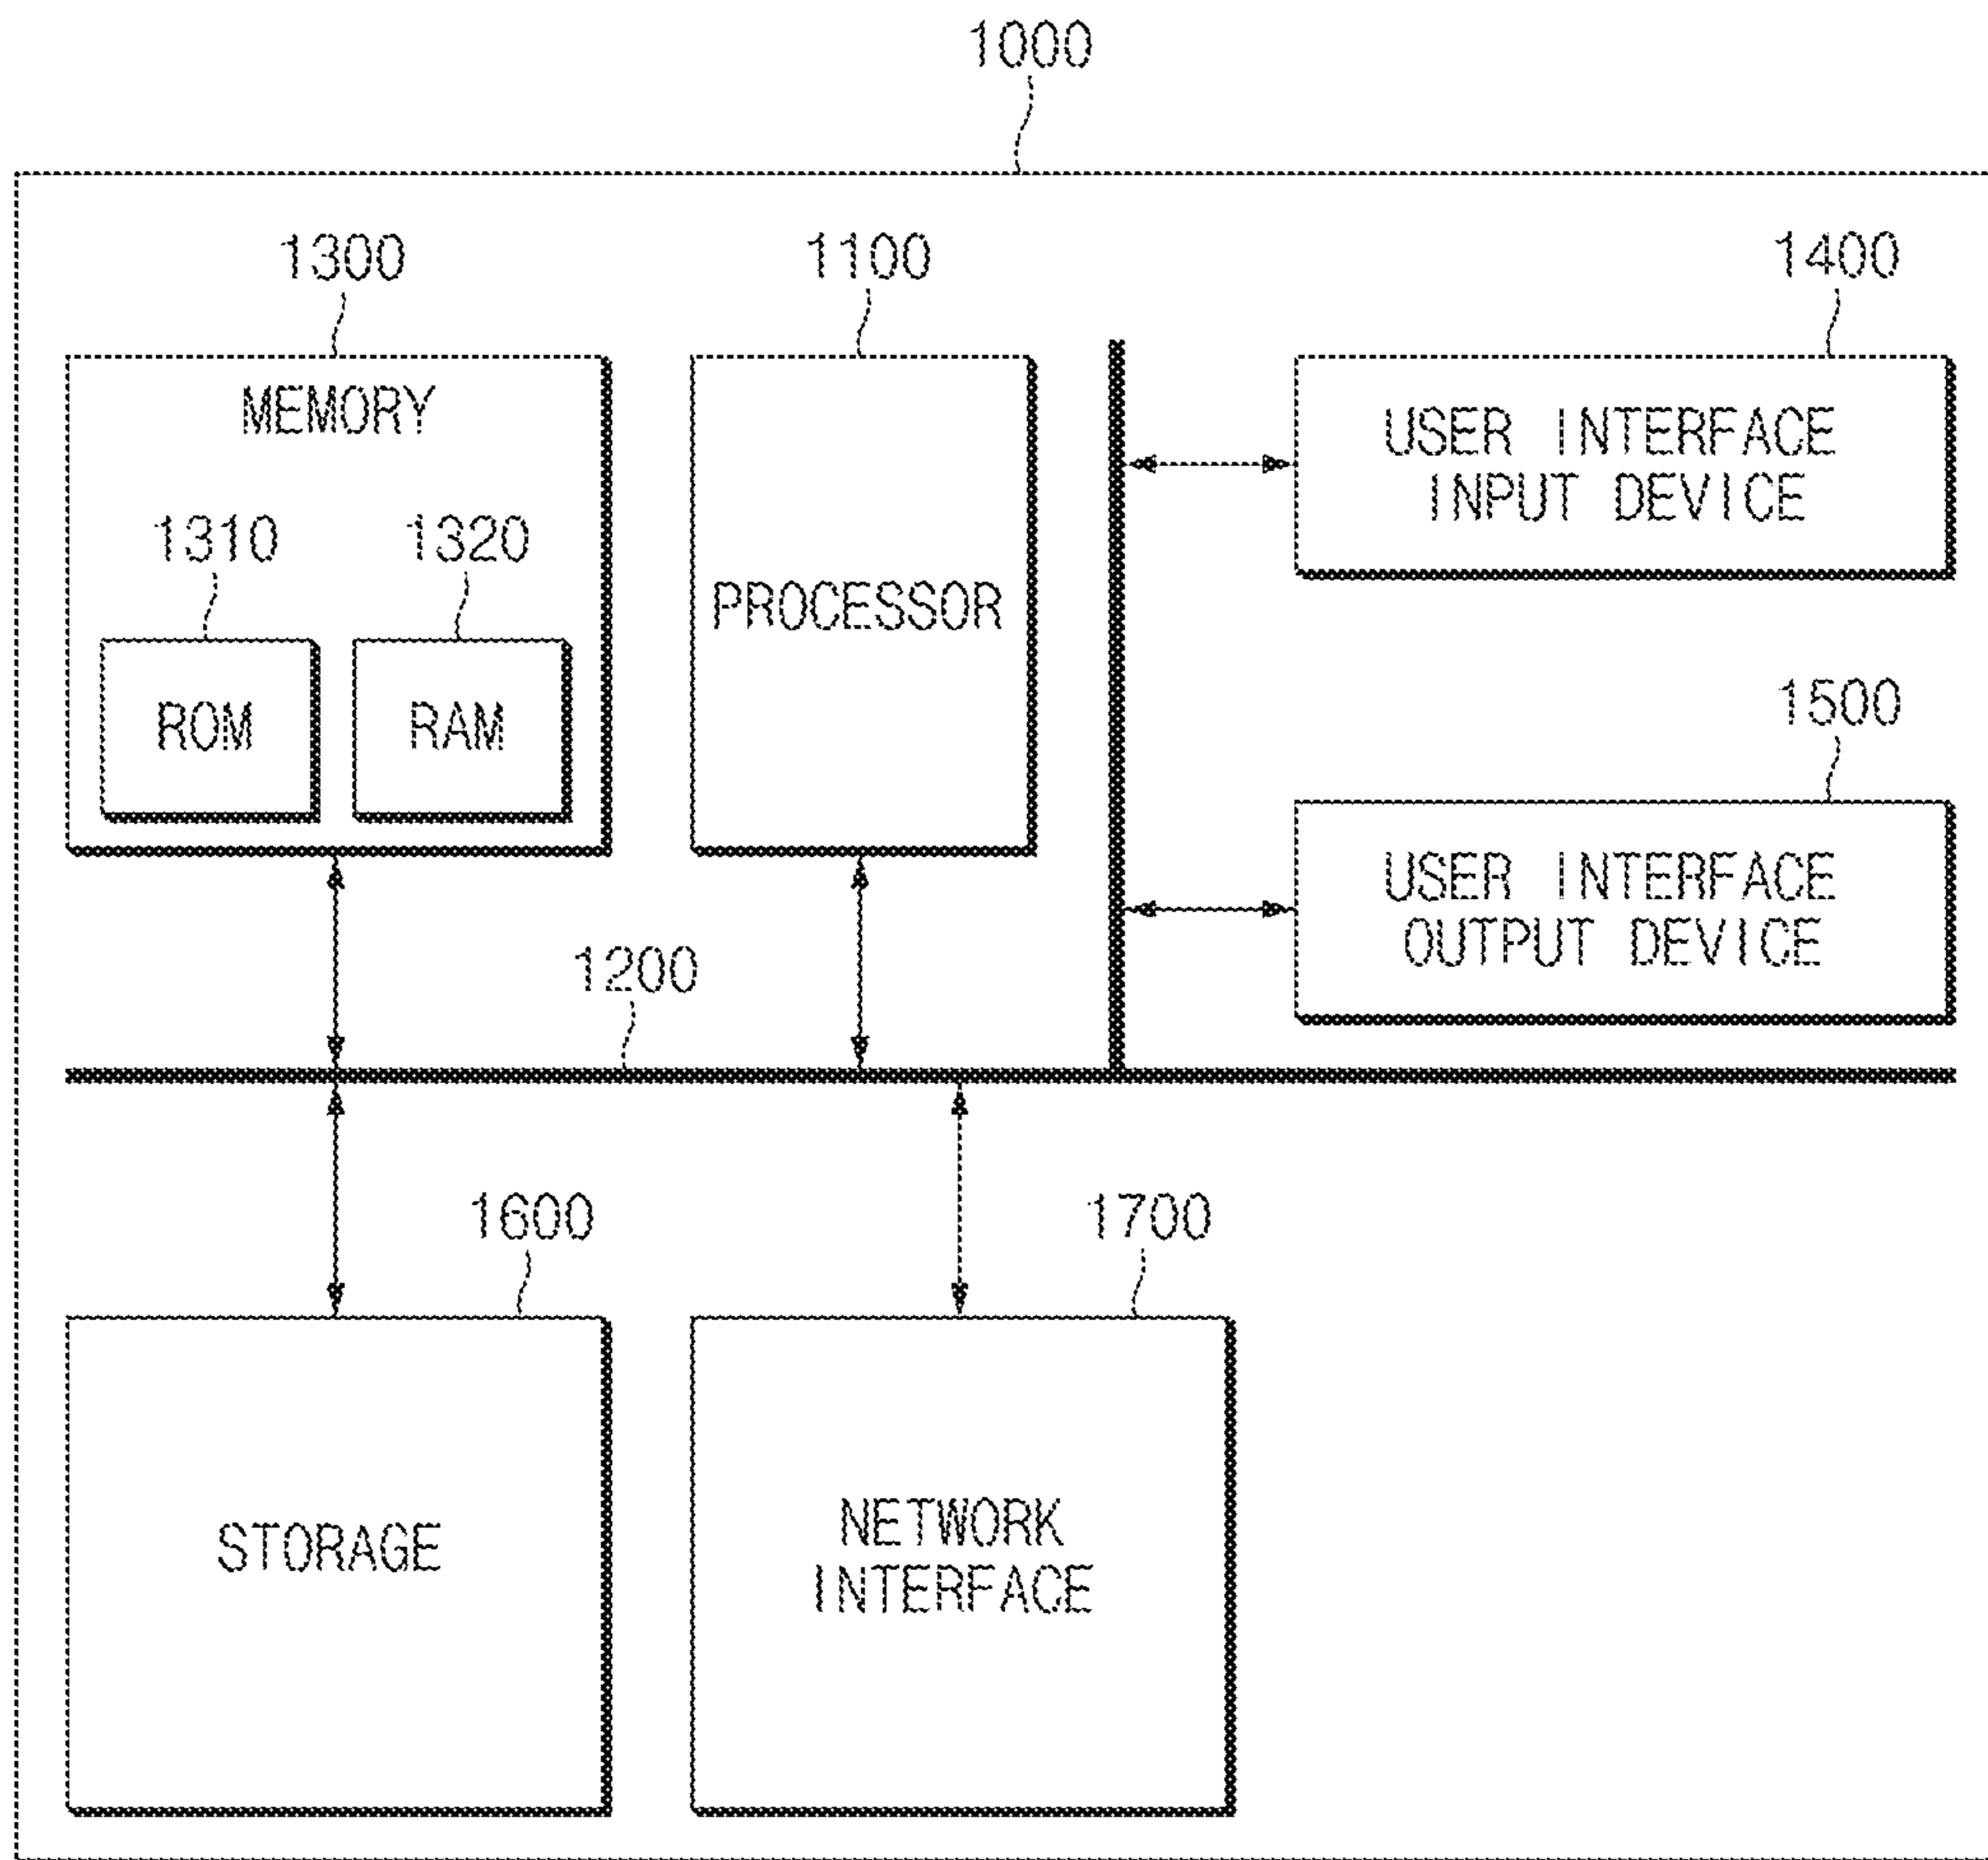 1000
1300
1100
1400
MEMORY
USER INTERFACE
INPUT DEVICE
1310
1320
PROCESSOR
ROM
RAM
1500
USER INTERFACE
OUTPUT DEVICE
1200
1600
1700
STORAGE
NETWORK
INTERFACE